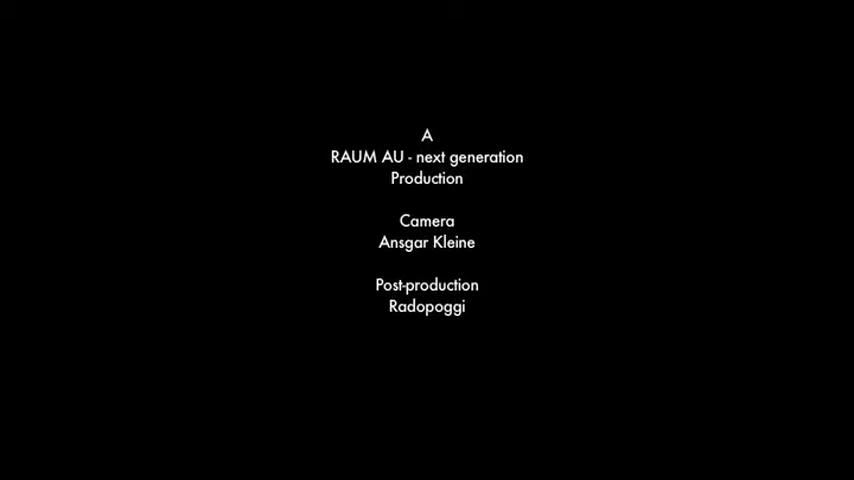 A
RAUM AU - next generation
Production
Camera
Ansgar Kleine
Post-production
Radopoggi